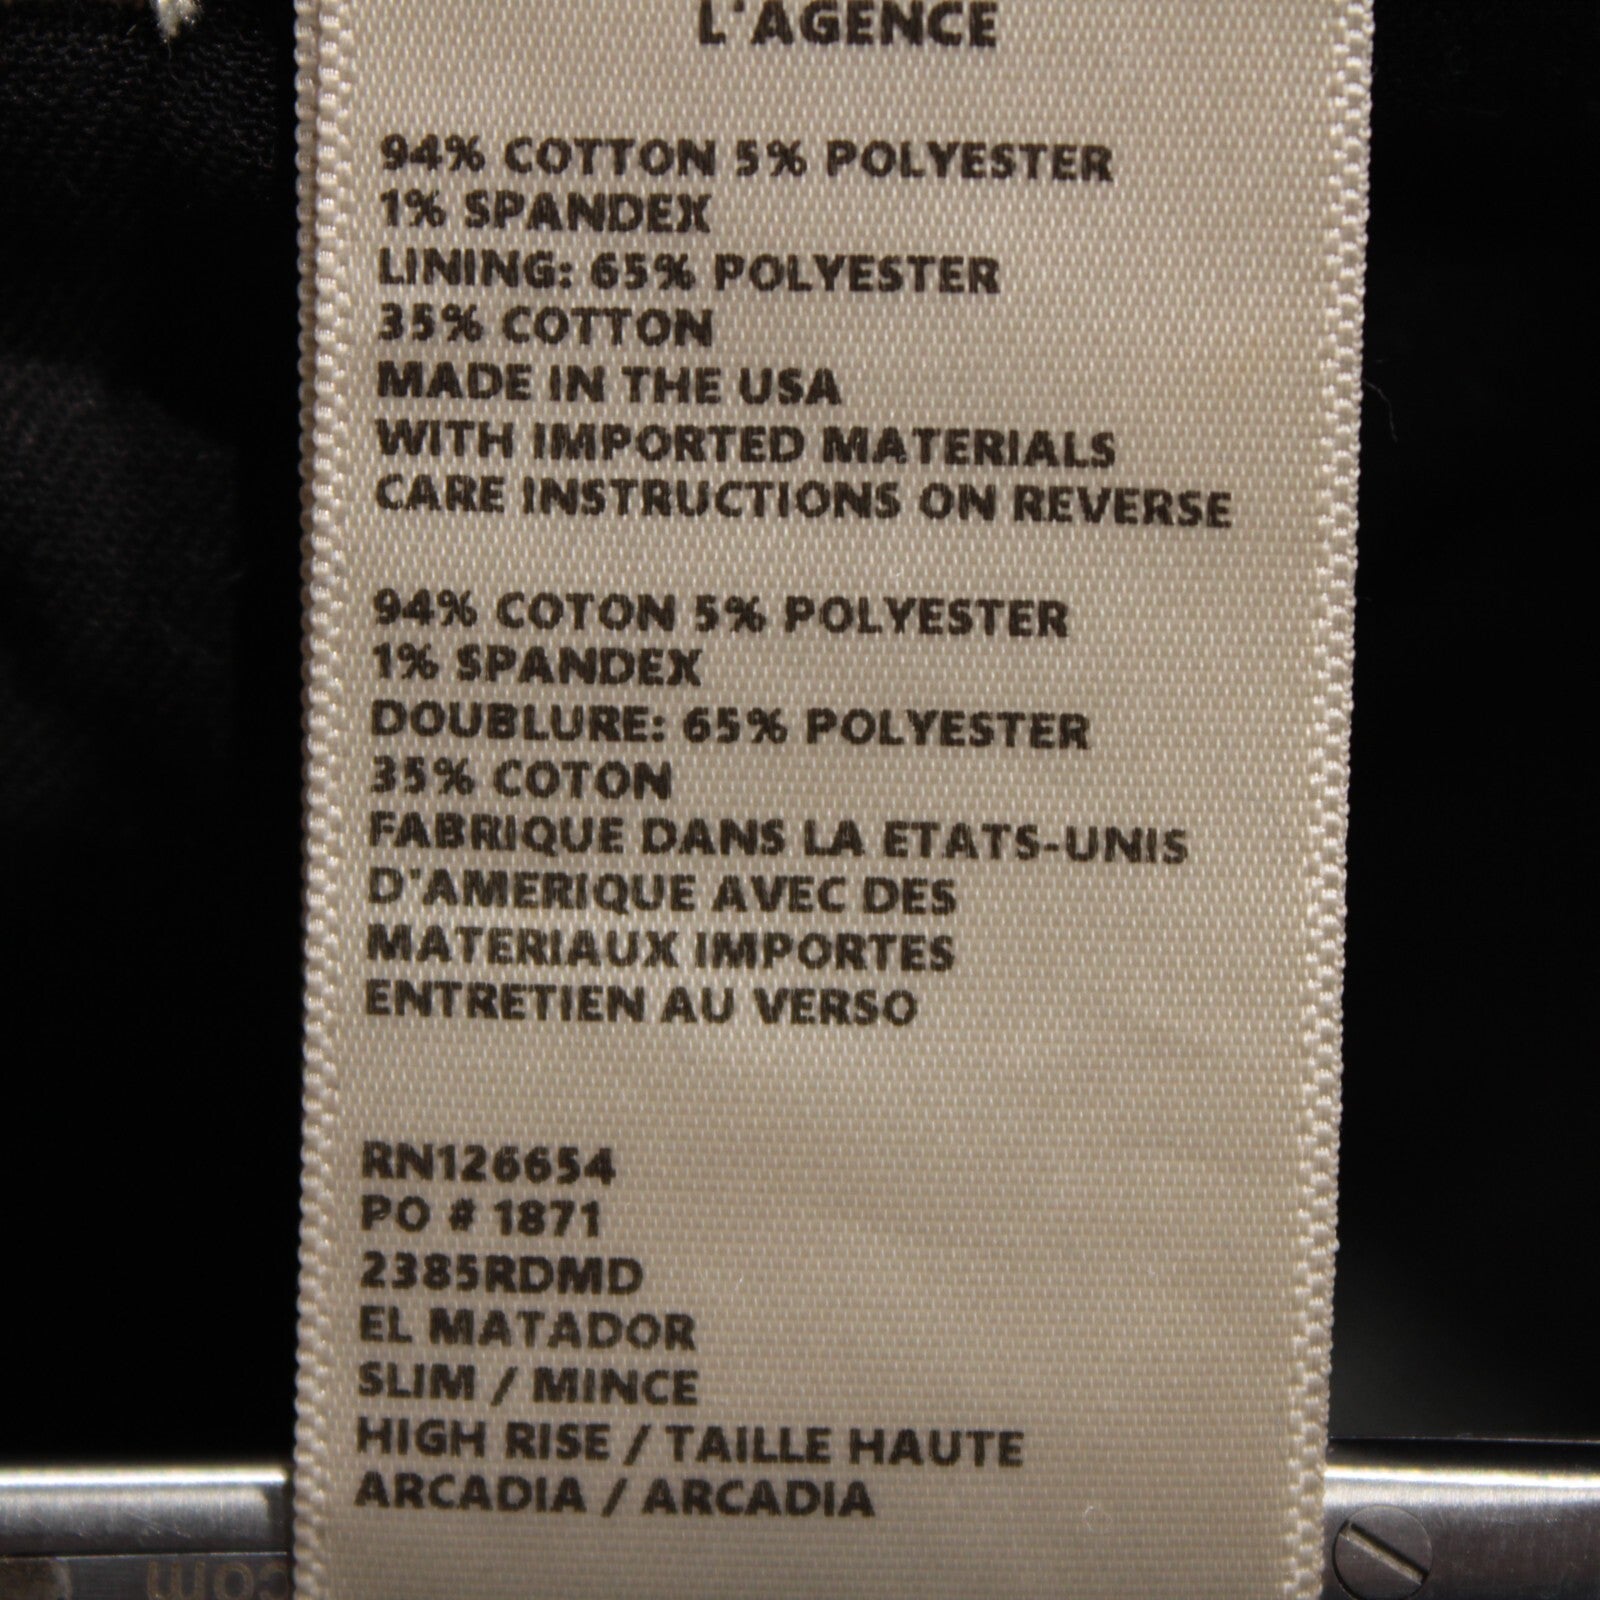 L'AGENCE
94% COTTON 5% POLYESTER
1% SPANDEX
LINING: 65% POLYESTER
35% COTTON
MADE IN THE USA
WITH IMPORTED MATERIALS
CARE INSTRUCTIONS ON REVERSE
94% COTON 5% POLYESTER
1% SPANDEX
DOUBLURE: 65% POLYESTER
35% COTON
FABRIQUE DANS LA ETATS-UNIS
D'AMERIQUE AVEC DES
MATERIAUX IMPORTES
ENTRETIEN AU VERSO
RN126654
PO # 1871
2385RDMD
EL MATADOR
SLIM / MINCE
HIGH RISE / TAILLE HAUTE
ARCADIA / ARCADIA